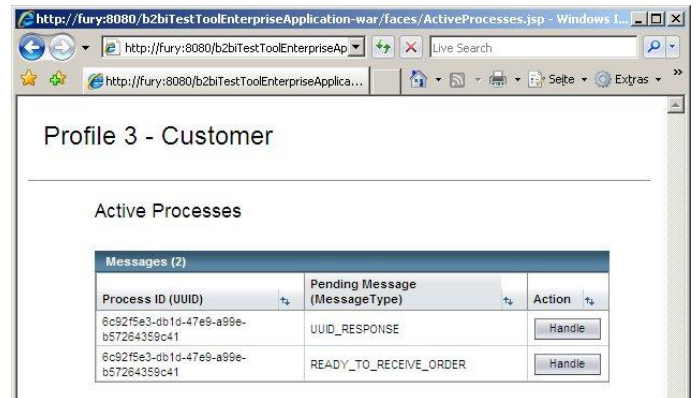 http://fury:8080/b2biTestToolEnterpriseApplication-war/faces/ActiveProcesses.jsp - Windows I...
http://fury:8080/b2biTestToolEnterpriseAp
Live Search
http://fury:8080/b2biTestToolEnterpriseApplica...
Seite
Extras
»
Profile 3 - Customer
Active Processes
Messages (2)
Process ID (UUID)
Pending Message
(MessageType)
Action
6c92f5e3-db1d-47e9-a99e-
b57264359c41
UUID_RESPONSE
Handle
6c92f5e3-db1d-47e9-a99e-
b57264359c41
READY_TO_RECEIVE_ORDER
Handle